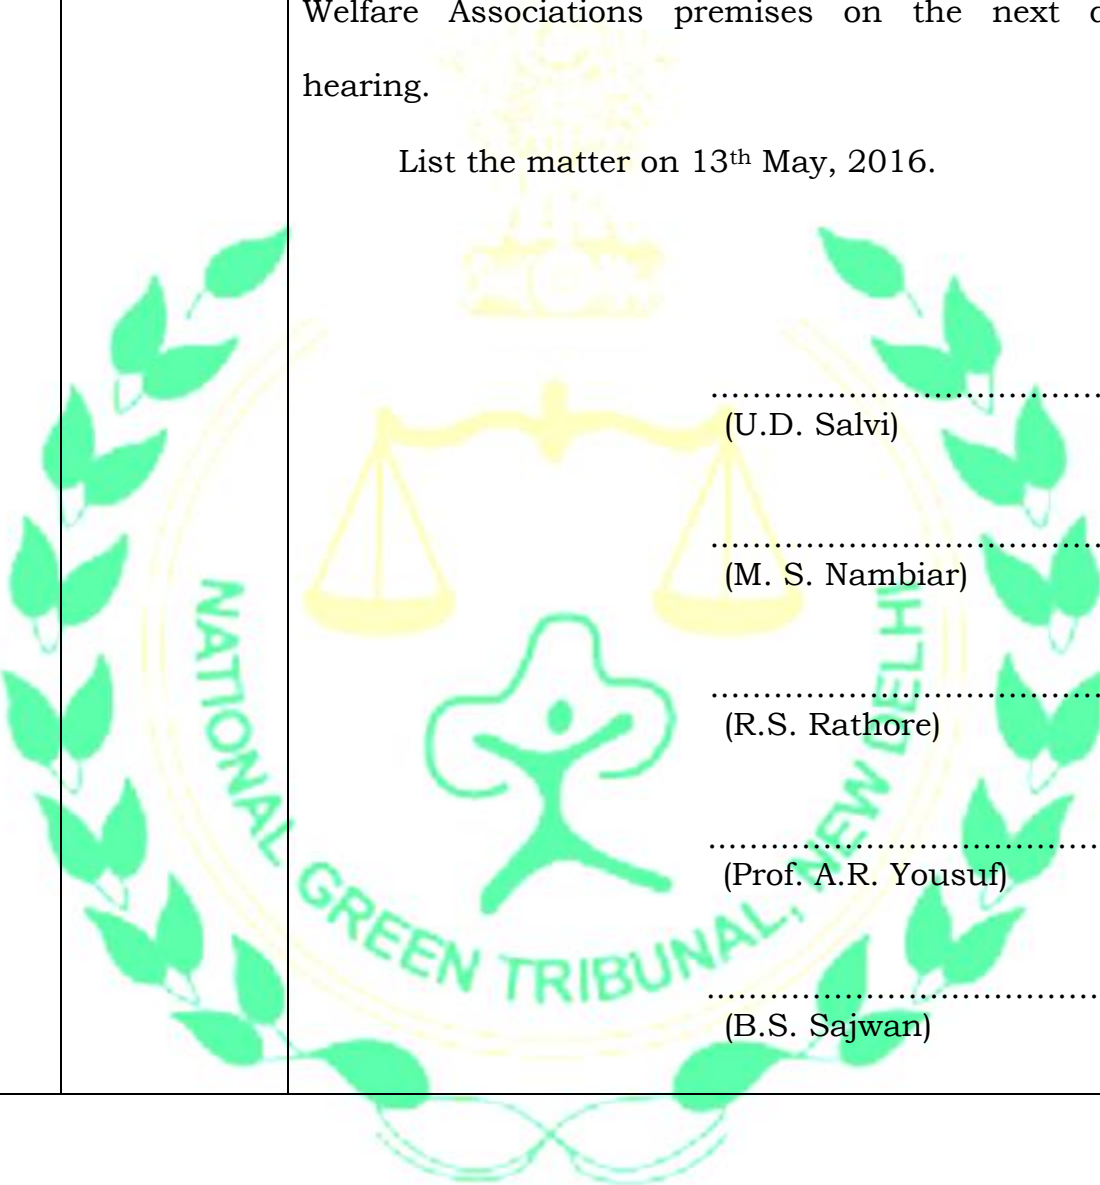 Welfare Associations premises on the next
hearing.
List the matter on 13th May, 2016.
(U.D. Salvi)
(M. S. Nambiar)
(R.S. Rathore)
(Prof. A.R. Yousuf)
(B.S. Sajwan)
NATIONAL GREEN TRIBUNAL, NEW DELHI